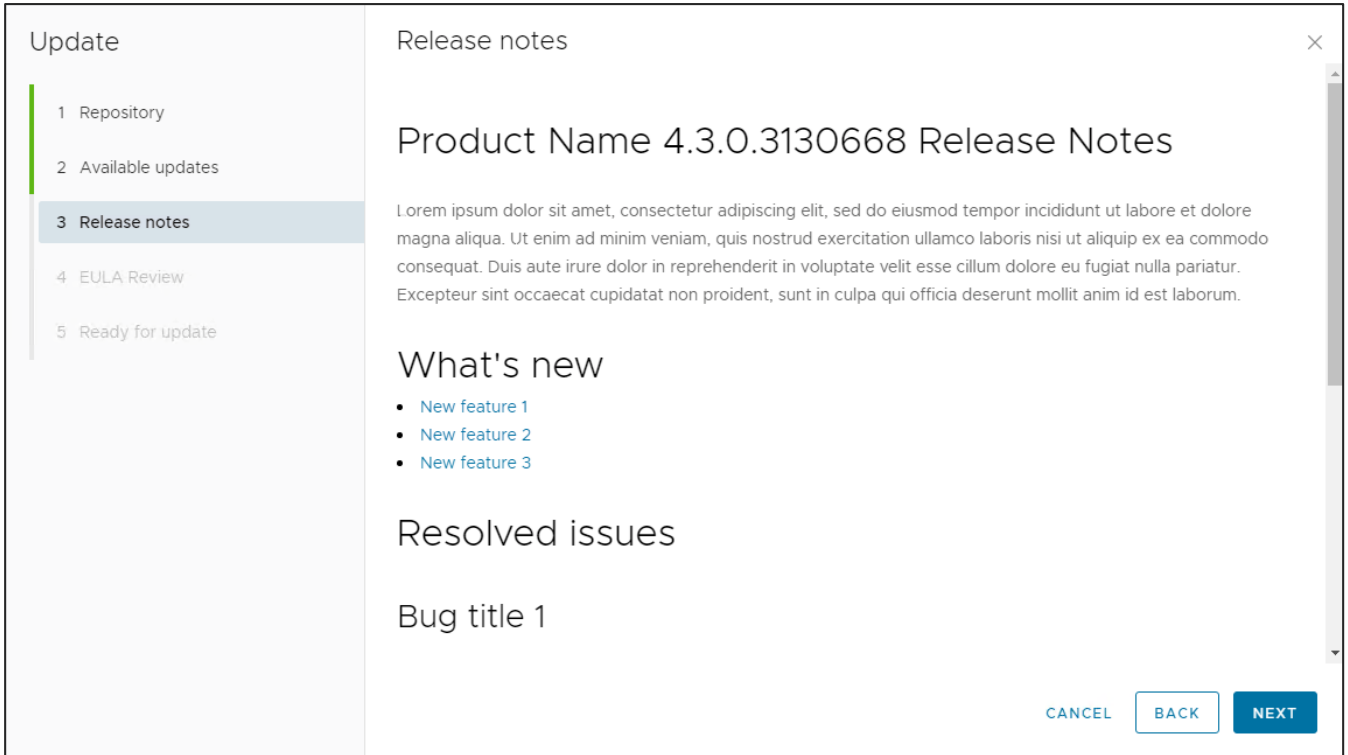 Update
1 Repository
2 Available updates
3 Release notes
4 EULA Review
5 Ready for update
Release notes
Product Name 4.3.0.3130668 Release Notes
Lorem ipsum dolor sit amet, consectetur adipiscing elit, sed do eiusmod tempor incididunt ut labore et dolore
magna aliqua. Ut enim ad minim veniam, quis nostrud exercitation ullamco laboris nisi ut aliquip ex ea commodo
consequat. Duis aute irure dolor in reprehenderit in voluptate velit esse cillum dolore eu fugiat nulla pariatur.
Excepteur sint occaecat cupidatat non proident, sunt in culpa qui officia deserunt mollit anim id est laborum.
What's new
• New feature 1
• New feature 2
• New feature 3
Resolved issues
Bug title 1
CANCEL BACK NEXT